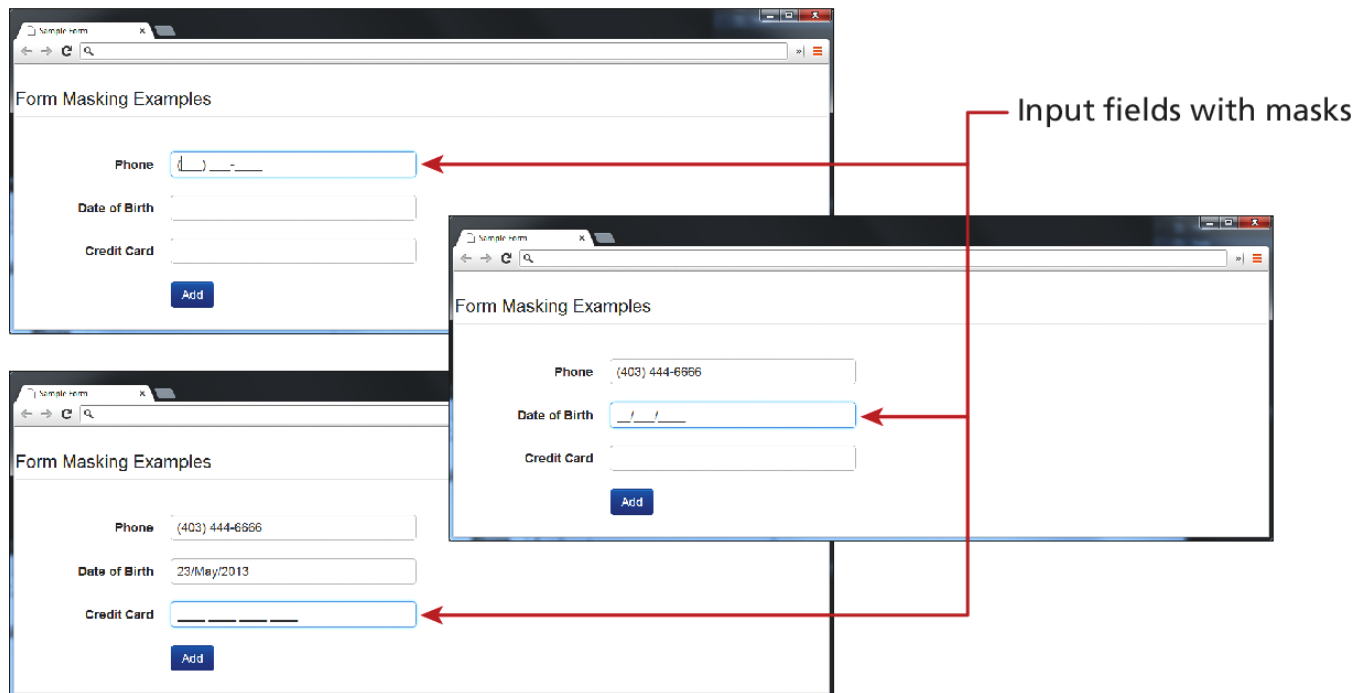 Sample Form
Form Masking Examples
Phone (___) ___-____
Date of Birth
Credit Card
Add
Input fields with masks
Sample Form
Form Masking Examples
Phone (403) 444-6666
Date of Birth __/___/____
Credit Card
Add
Sample Form
Form Masking Examples
Phone (403) 444-6666
Date of Birth 23/May/2013
Credit Card ____ ____ ____ ____
Add